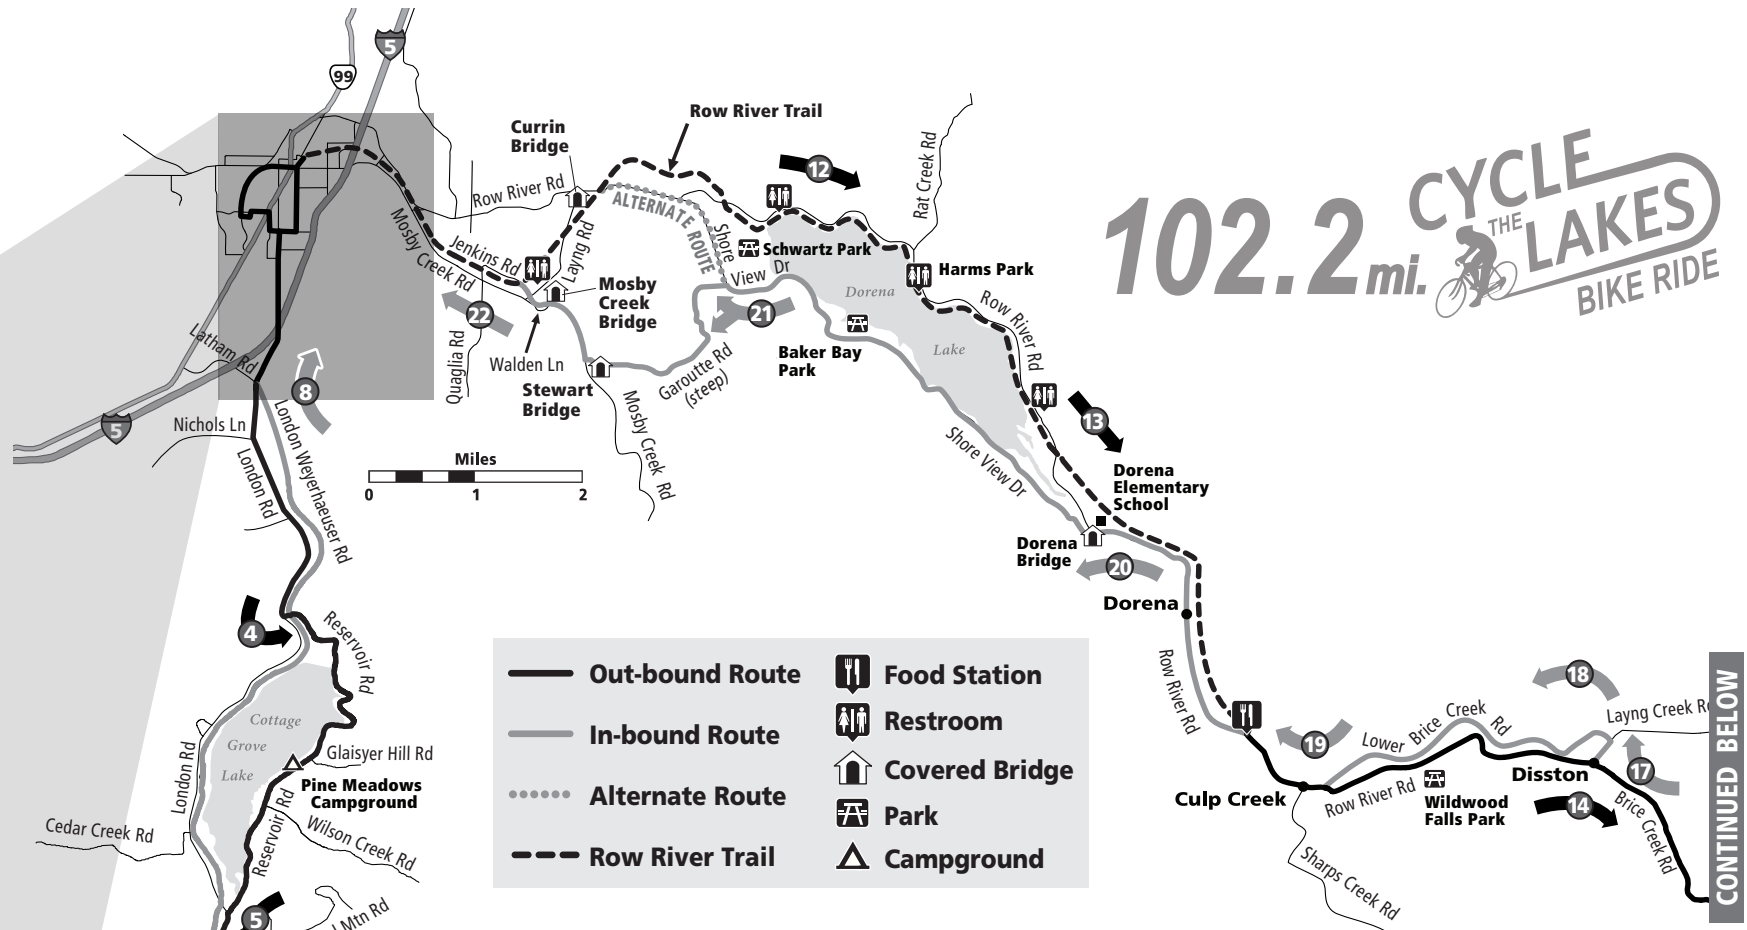 5
99
Row River Trail
Currin
Bridge
12
Rat Creek Rd
CYCLE
THE
LAKES
BIKE RIDE
102.2 mi.
Row River Rd
ALTERNATE ROUTE
Mosby Creek Rd
Jenkins Rd
Layng Rd
Shore
View Dr
Schwartz Park
Harms Park
Mosby
Creek
Bridge
Dorena
Lake
Row River Rd
22
21
Quaglia Rd
Walden Ln
Stewart
Bridge
Garoutte Rd
(steep)
Baker Bay
Park
Latham Rd
8
5
Nichols Ln
London Rd
London Weyerhaeuser Rd
Mosby Creek Rd
Miles
0 1 2
13
Shore View Dr
Dorena
Elementary
School
Dorena
Bridge
20
Dorena
Row River Rd
4
Reservoir Rd
Cottage
Grove
Lake
London Rd
Glaisyer Hill Rd
Pine Meadows
Campground
Cedar Creek Rd
Reservoir Rd
Wilson Creek Rd
5
Mtn Rd
Out-bound Route
In-bound Route
Alternate Route
Row River Trail
Food Station
Restroom
Covered Bridge
Park
Campground
18
19
Lower Brice Creek Rd
Layng Creek Rd
Disston
17
Culp Creek
Row River Rd
Wildwood
Falls Park
14
Brice Creek Rd
Sharps Creek Rd
CONTINUED BELOW